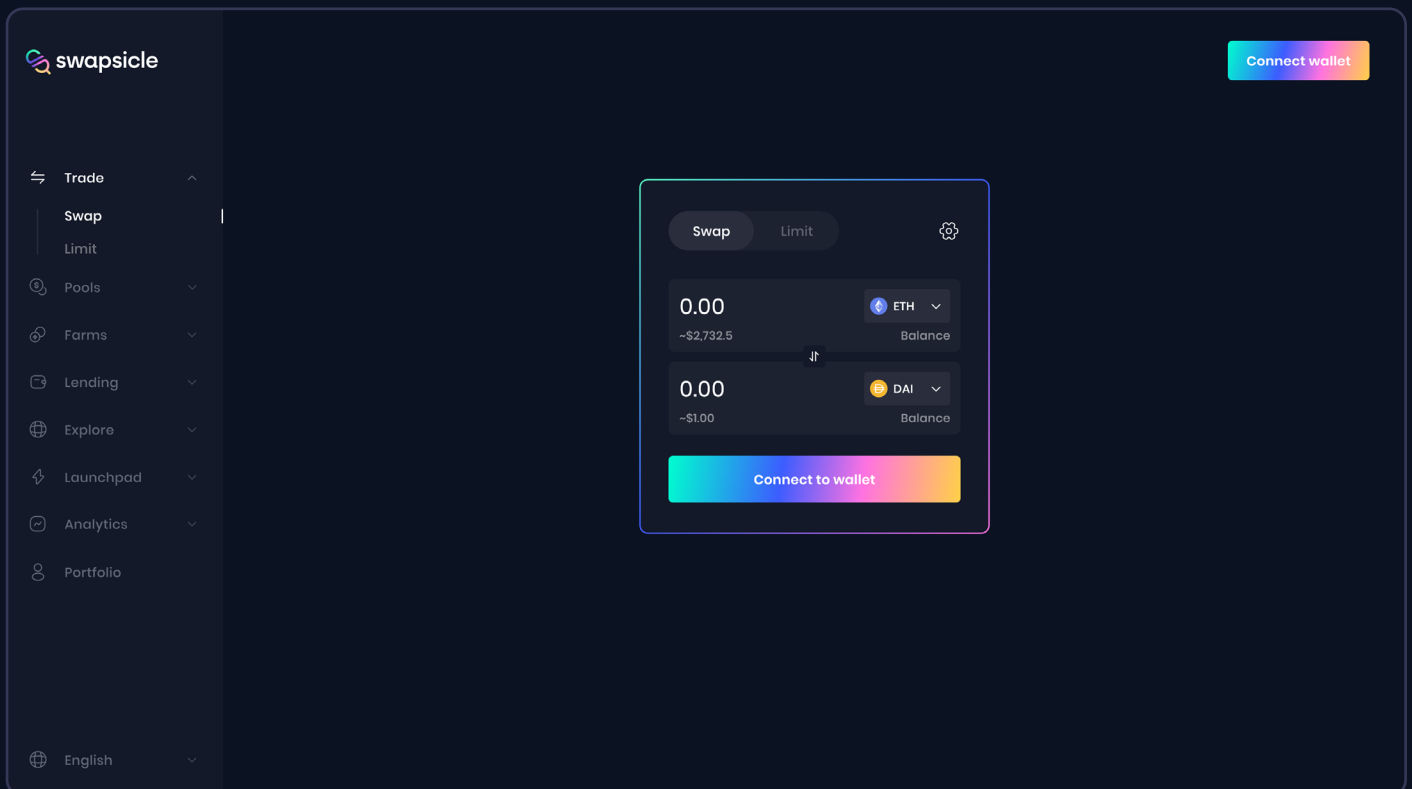 swapsicle
Connect wallet
Trade
Swap
Limit
Pools
Farms
Lending
Explore
Launchpad
Analytics
Portfolio
English
Swap Limit
0.00 ETH
~$2,732.5 Balance
0.00 DAI
~$1.00 Balance
Connect to wallet